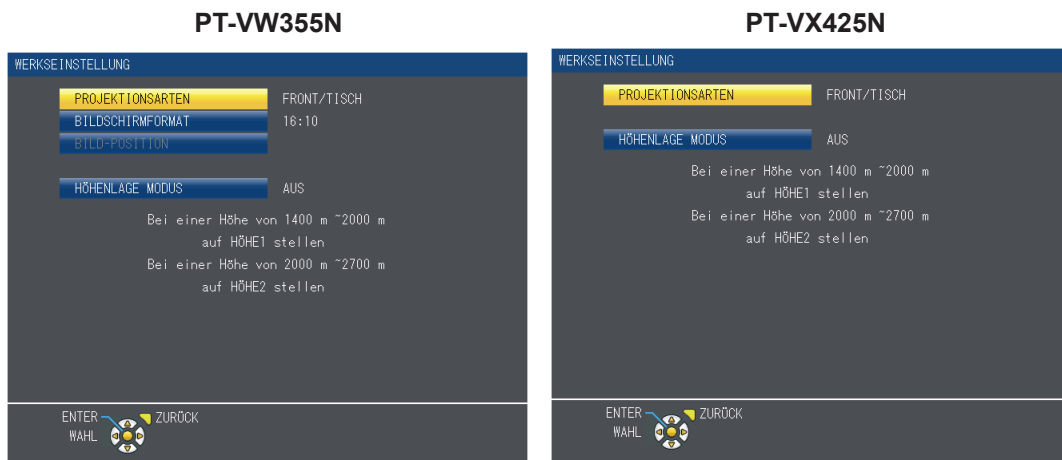 PT-VW355N
WERKSEINSTELLUNG
PROJEKTIONSARTEN FRONT/TISCH
BILDSCHIRMFORMAT 16:10
BILD-POSITION
HÖHENLAGE MODUS AUS
Bei einer Höhe von 1400 m ~2000 m
auf HÖHE1 stellen
Bei einer Höhe von 2000 m ~2700 m
auf HÖHE2 stellen
ENTER ZURÜCK
WAHL
PT-VX425N
WERKSEINSTELLUNG
PROJEKTIONSARTEN FRONT/TISCH
HÖHENLAGE MODUS AUS
Bei einer Höhe von 1400 m ~2000 m
auf HÖHE1 stellen
Bei einer Höhe von 2000 m ~2700 m
auf HÖHE2 stellen
ENTER ZURÜCK
WAHL